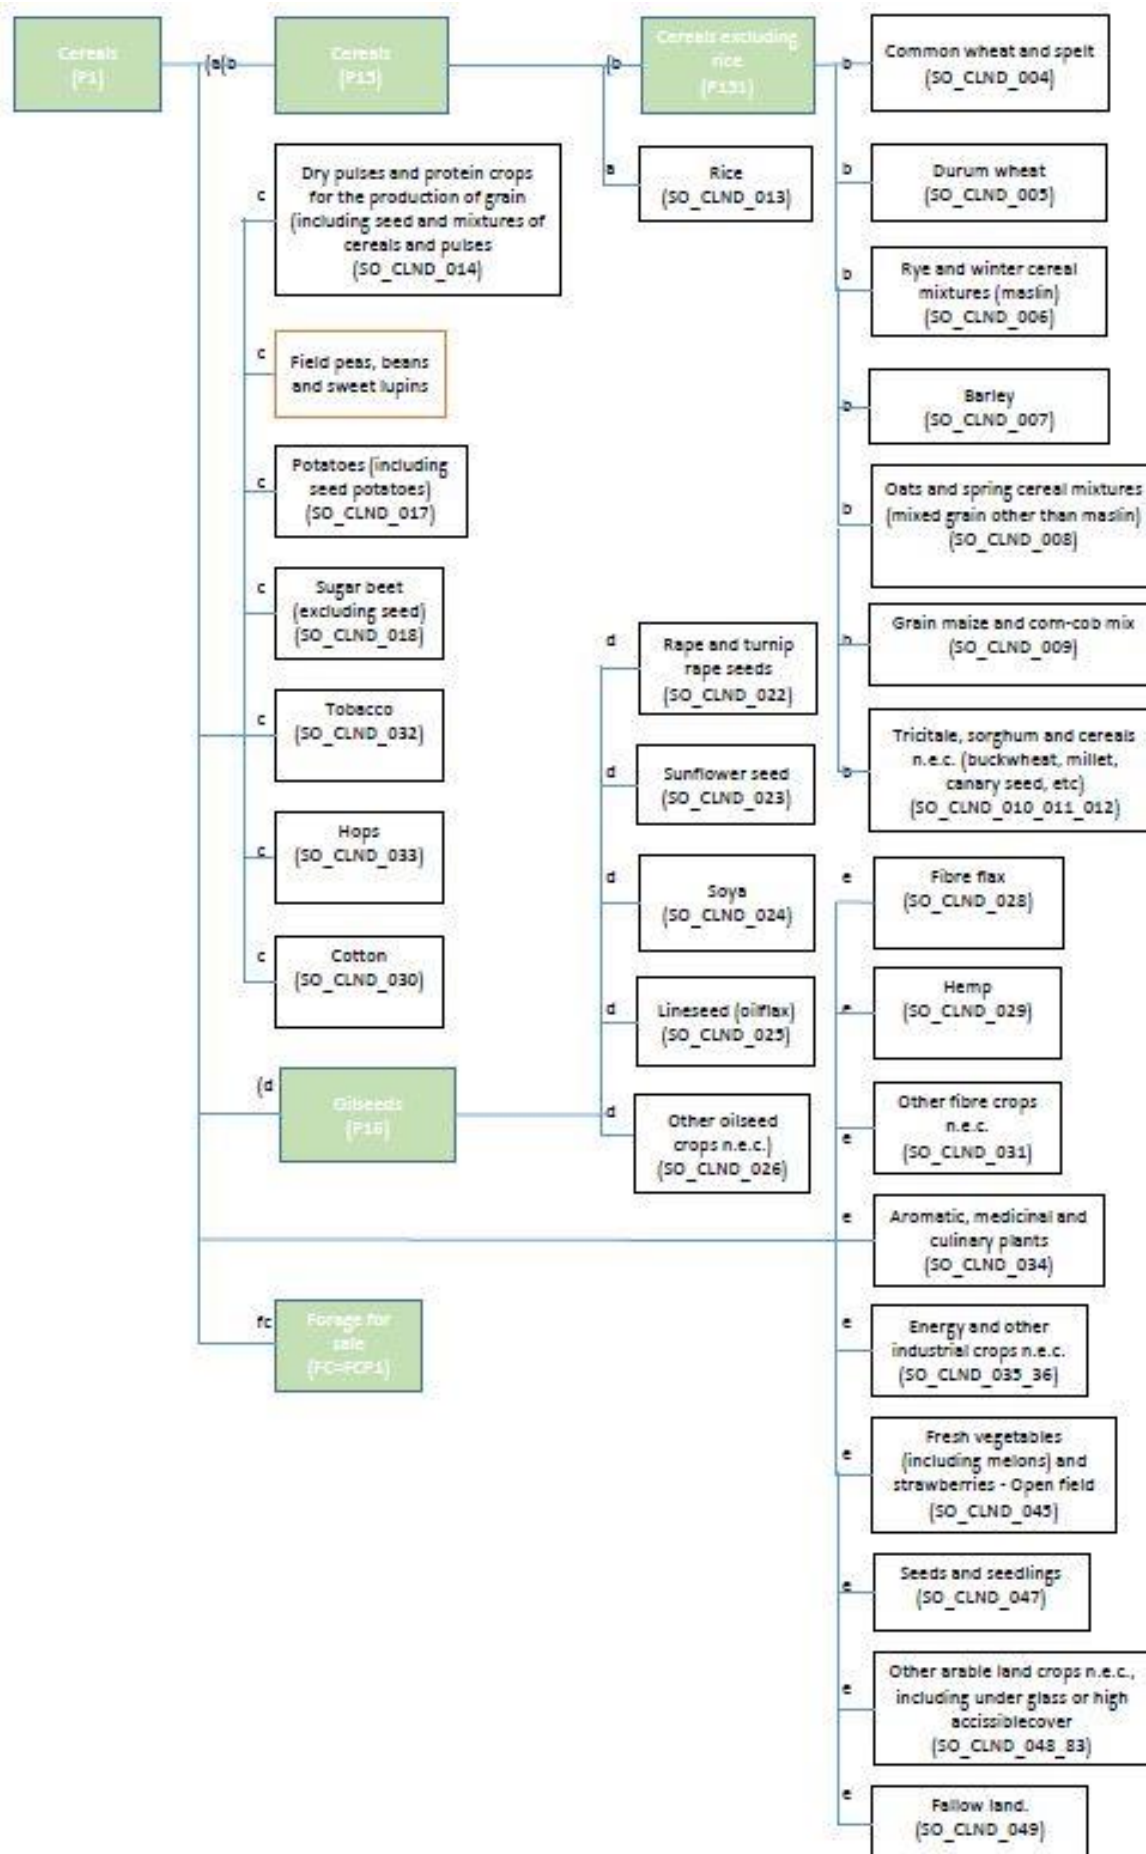 Cereals
(P1)
(a(b
Cereals
(P15)
(b
Cereals excluding
rice
(P151)
b
Common wheat and spelt
(SO_CLND_004)
a
Rice
(SO_CLND_013)
b
Durum wheat
(SO_CLND_005)
b
Rye and winter cereal
mixtures (maslin)
(SO_CLND_006)
b
Barley
(SO_CLND_007)
b
Oats and spring cereal mixtures
(mixed grain other than maslin)
(SO_CLND_008)
b
Grain maize and corn-cob mix
(SO_CLND_009)
b
Tricitale, sorghum and cereals
n.e.c. (buckwheat, millet,
canary seed, etc)
(SO_CLND_010_011_012)
c
Dry pulses and protein crops
for the production of grain
(including seed and mixtures of
cereals and pulses
(SO_CLND_014)
c
Field peas, beans
and sweet lupins
c
Potatoes (including
seed potatoes)
(SO_CLND_017)
c
Sugar beet
(excluding seed)
(SO_CLND_018)
c
Tobacco
(SO_CLND_032)
c
Hops
(SO_CLND_033)
c
Cotton
(SO_CLND_030)
(d
Oilseeds
(P16)
d
Rape and turnip
rape seeds
(SO_CLND_022)
d
Sunflower seed
(SO_CLND_023)
d
Soya
(SO_CLND_024)
d
Lineseed (oilflax)
(SO_CLND_025)
d
Other oilseed
crops n.e.c.)
(SO_CLND_026)
e
Fibre flax
(SO_CLND_028)
e
Hemp
(SO_CLND_029)
e
Other fibre crops
n.e.c.
(SO_CLND_031)
e
Aromatic, medicinal and
culinary plants
(SO_CLND_034)
e
Energy and other
industrial crops n.e.c.
(SO_CLND_035_36)
e
Fresh vegetables
(including melons) and
strawberries - Open field
(SO_CLND_045)
e
Seeds and seedlings
(SO_CLND_047)
e
Other arable land crops n.e.c.,
including under glass or high
accissiblecover
(SO_CLND_048_83)
e
Fallow land.
(SO_CLND_049)
fc
Forage for
sale
(FC=FCP1)